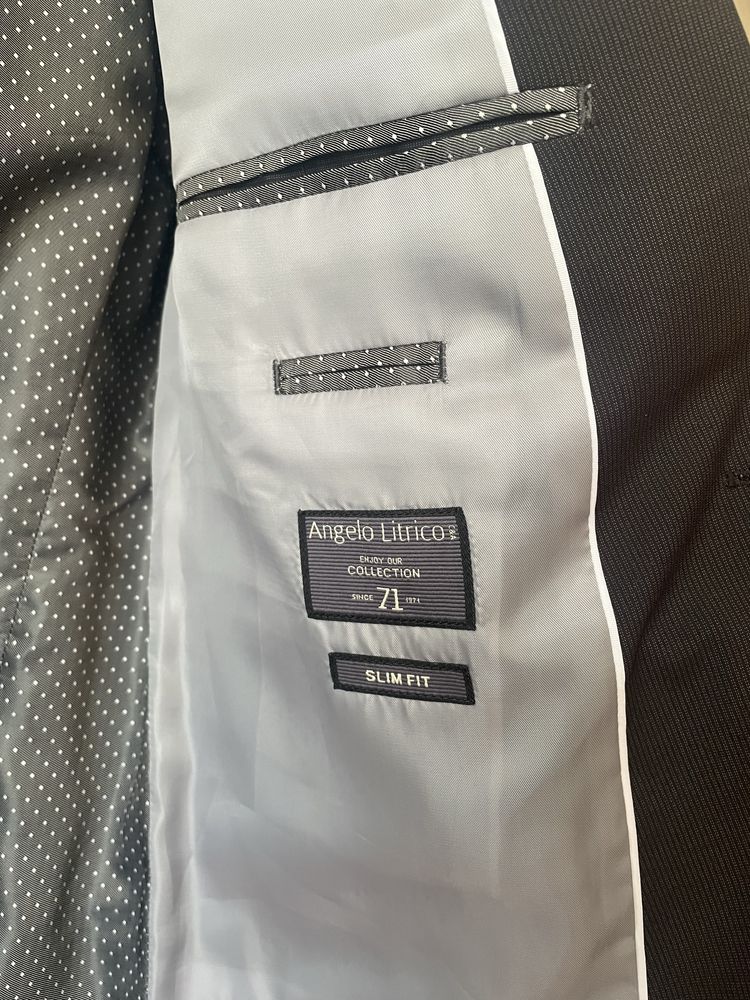 Angelo Litrico C&A
ENJOY OUR
COLLECTION
SINCE 71 1971
SLIM FIT